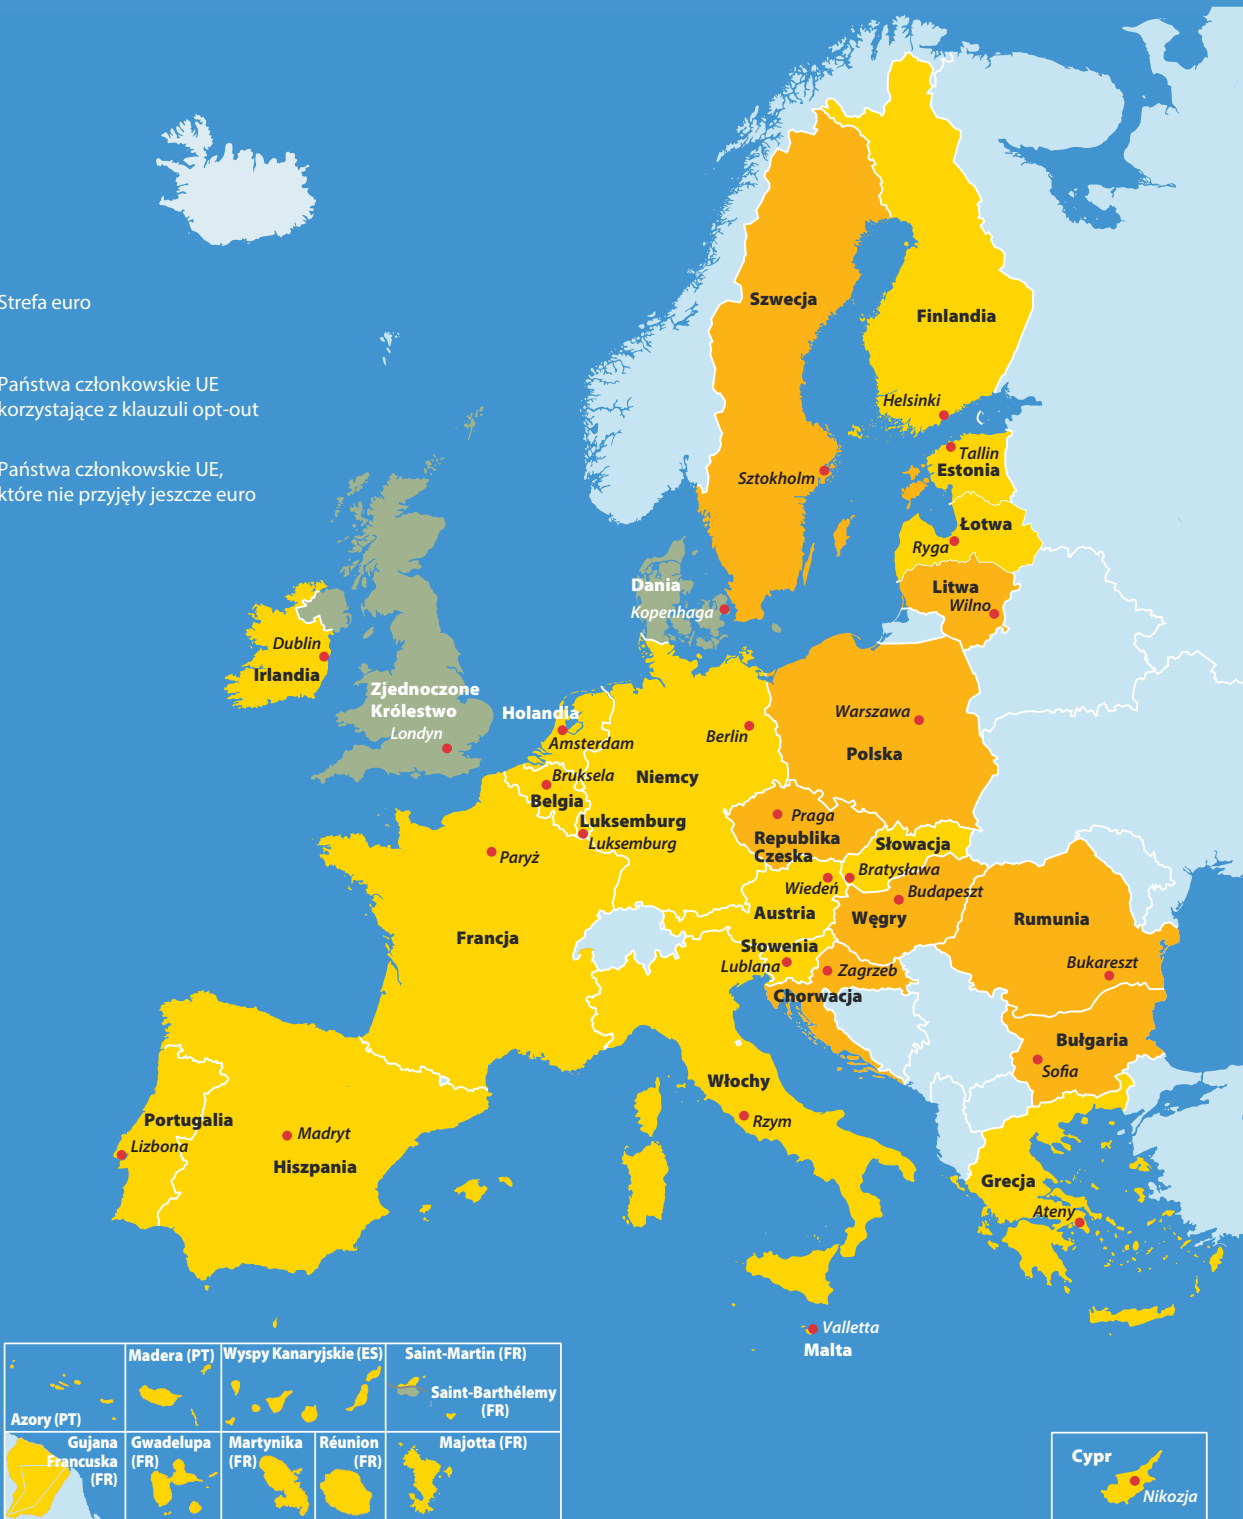 Strefa euro
Państwa członkowskie UE
korzystające z klauzuli opt-out
Państwa członkowskie UE,
które nie przyjęły jeszcze euro
Szwecja
Finlandia
Helsinki
Tallin
Estonia
Sztokholm
Łotwa
Ryga
Litwa
Wilno
Dania
Kopenhaga
Dublin
Irlandia
Zjednoczone
Królestwo
Londyn
Holandia
Amsterdam
Berlin
Warszawa
Polska
Bruksela
Belgia
Niemcy
Luksemburg
Luksemburg
Paryż
Praga
Republika
Czeska
Słowacja
Bratysława
Wiedeń
Budapeszt
Austria
Węgry
Rumunia
Francja
Słowenia
Lublana
Zagrzeb
Bukareszt
Chorwacja
Bułgaria
Sofia
Włochy
Rzym
Portugalia
Lizbona
Madryt
Hiszpania
Grecja
Ateny
Valletta
Malta
Azory (PT)
Madera (PT)
Wyspy Kanaryjskie (ES)
Saint-Martin (FR)
Saint-Barthélemy
(FR)
Gujana
Francuska
(FR)
Gwadelupa
(FR)
Martynika
(FR)
Réunion
(FR)
Majotta (FR)
Cypr
Nikozja